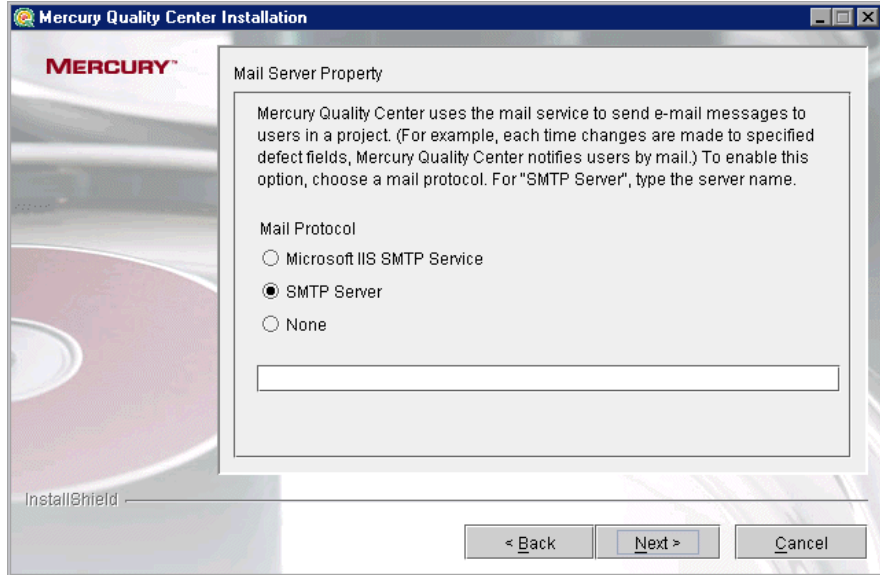 Mercury Quality Center Installation
MERCURY™
Mail Server Property
Mercury Quality Center uses the mail service to send e-mail messages to
users in a project. (For example, each time changes are made to specified
defect fields, Mercury Quality Center notifies users by mail.) To enable this
option, choose a mail protocol. For "SMTP Server", type the server name.
Mail Protocol
Microsoft IIS SMTP Service
SMTP Server
None
InstallShield
< Back
Next >
Cancel